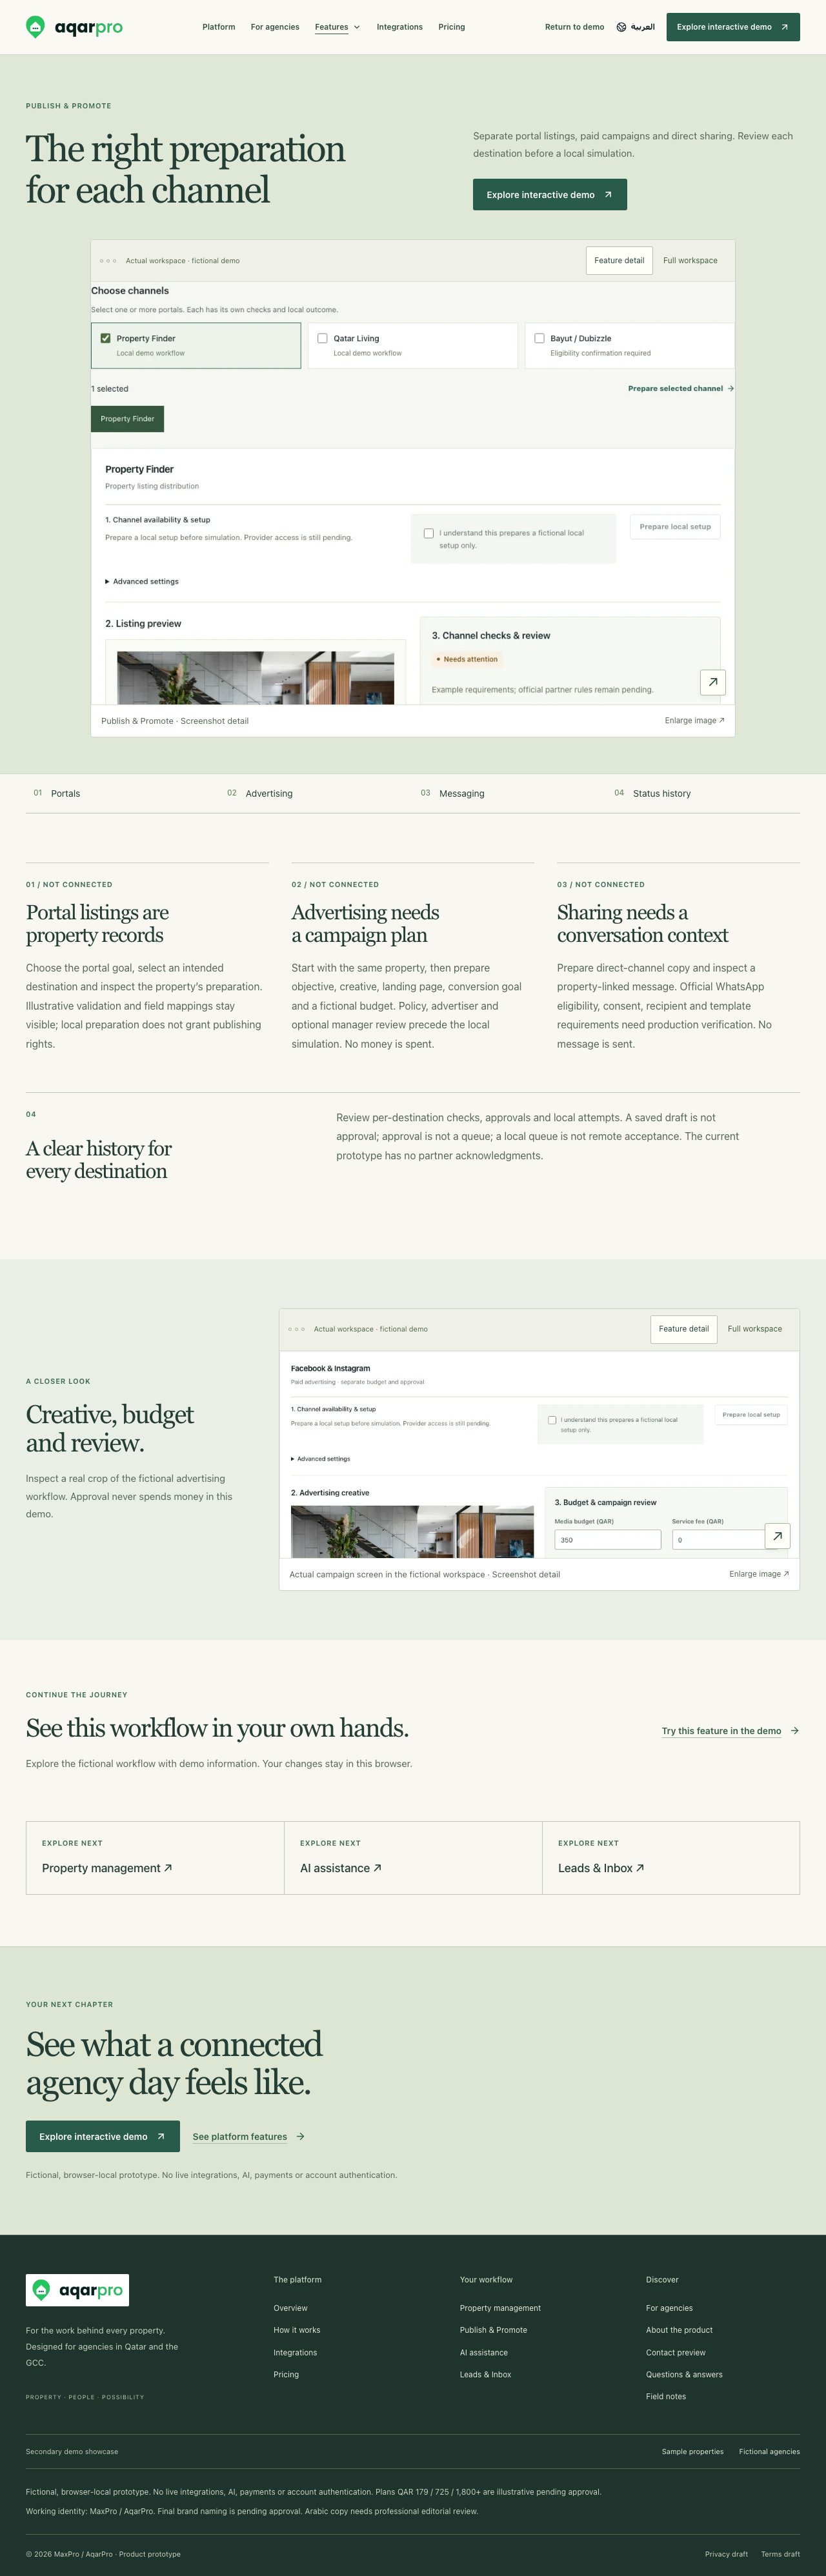 aqarpro
Platform
For agencies
Features
Integrations
Pricing
Return to demo
العربية
Explore interactive demo
PUBLISH & PROMOTE
The right preparation
for each channel
Separate portal listings, paid campaigns and direct sharing. Review each
destination before a local simulation.
Explore interactive demo
Actual workspace · fictional demo
Feature detail
Full workspace
Choose channels
Select one or more portals. Each has its own checks and local outcome.
Property Finder
Local demo workflow
Qatar Living
Local demo workflow
Bayut / Dubizzle
Eligibility confirmation required
1 selected
Prepare selected channel →
Property Finder
Property Finder
Property listing distribution
1. Channel availability & setup
Prepare a local setup before simulation. Provider access is still pending.
I understand this prepares a fictional local
setup only.
Prepare local setup
Advanced settings
2. Listing preview
3. Channel checks & review
Needs attention
Example requirements; official partner rules remain pending.
Publish & Promote · Screenshot detail
Enlarge image ↗
01 Portals
02 Advertising
03 Messaging
04 Status history
01 / NOT CONNECTED
Portal listings are
property records
Choose the portal goal, select an intended
destination and inspect the property's preparation.
Illustrative validation and field mappings stay
visible; local preparation does not grant publishing
rights.
02 / NOT CONNECTED
Advertising needs
a campaign plan
Start with the same property, then prepare
objective, creative, landing page, conversion goal
and a fictional budget. Policy, advertiser and
optional manager review precede the local
simulation. No money is spent.
03 / NOT CONNECTED
Sharing needs a
conversation context
Prepare direct-channel copy and inspect a
property-linked message. Official WhatsApp
eligibility, consent, recipient and template
requirements need production verification. No
message is sent.
04
A clear history for
every destination
Review per-destination checks, approvals and local attempts. A saved draft is not
approval; approval is not a queue; a local queue is not remote acceptance. The current
prototype has no partner acknowledgments.
A CLOSER LOOK
Creative, budget
and review.
Inspect a real crop of the fictional advertising
workflow. Approval never spends money in this
demo.
Actual workspace · fictional demo
Feature detail
Full workspace
Facebook & Instagram
Paid advertising · separate budget and approval
1. Channel availability & setup
Prepare a local setup before simulation. Provider access is still pending.
I understand this prepares a fictional local
setup only.
Prepare local setup
Advanced settings
2. Advertising creative
3. Budget & campaign review
Media budget (QAR)
Service fee (QAR)
350
0
Actual campaign screen in the fictional workspace · Screenshot detail
Enlarge image ↗
CONTINUE THE JOURNEY
See this workflow in your own hands.
Explore the fictional workflow with demo information. Your changes stay in this browser.
Try this feature in the demo →
EXPLORE NEXT
Property management ↗
EXPLORE NEXT
AI assistance ↗
EXPLORE NEXT
Leads & Inbox ↗
YOUR NEXT CHAPTER
See what a connected
agency day feels like.
Explore interactive demo
See platform features →
Fictional, browser-local prototype. No live integrations, AI, payments or account authentication.
aqarpro
For the work behind every property.
Designed for agencies in Qatar and the
GCC.
PROPERTY · PEOPLE · POSSIBILITY
The platform
Overview
How it works
Integrations
Pricing
Your workflow
Property management
Publish & Promote
AI assistance
Leads & Inbox
Discover
For agencies
About the product
Contact preview
Questions & answers
Field notes
Secondary demo showcase
Sample properties
Fictional agencies
Fictional, browser-local prototype. No live integrations, AI, payments or account authentication. Plans QAR 179 / 725 / 1,800+ are illustrative pending approval.
Working identity: MaxPro / AqarPro. Final brand naming is pending approval. Arabic copy needs professional editorial review.
© 2026 MaxPro / AqarPro · Product prototype
Privacy draft
Terms draft